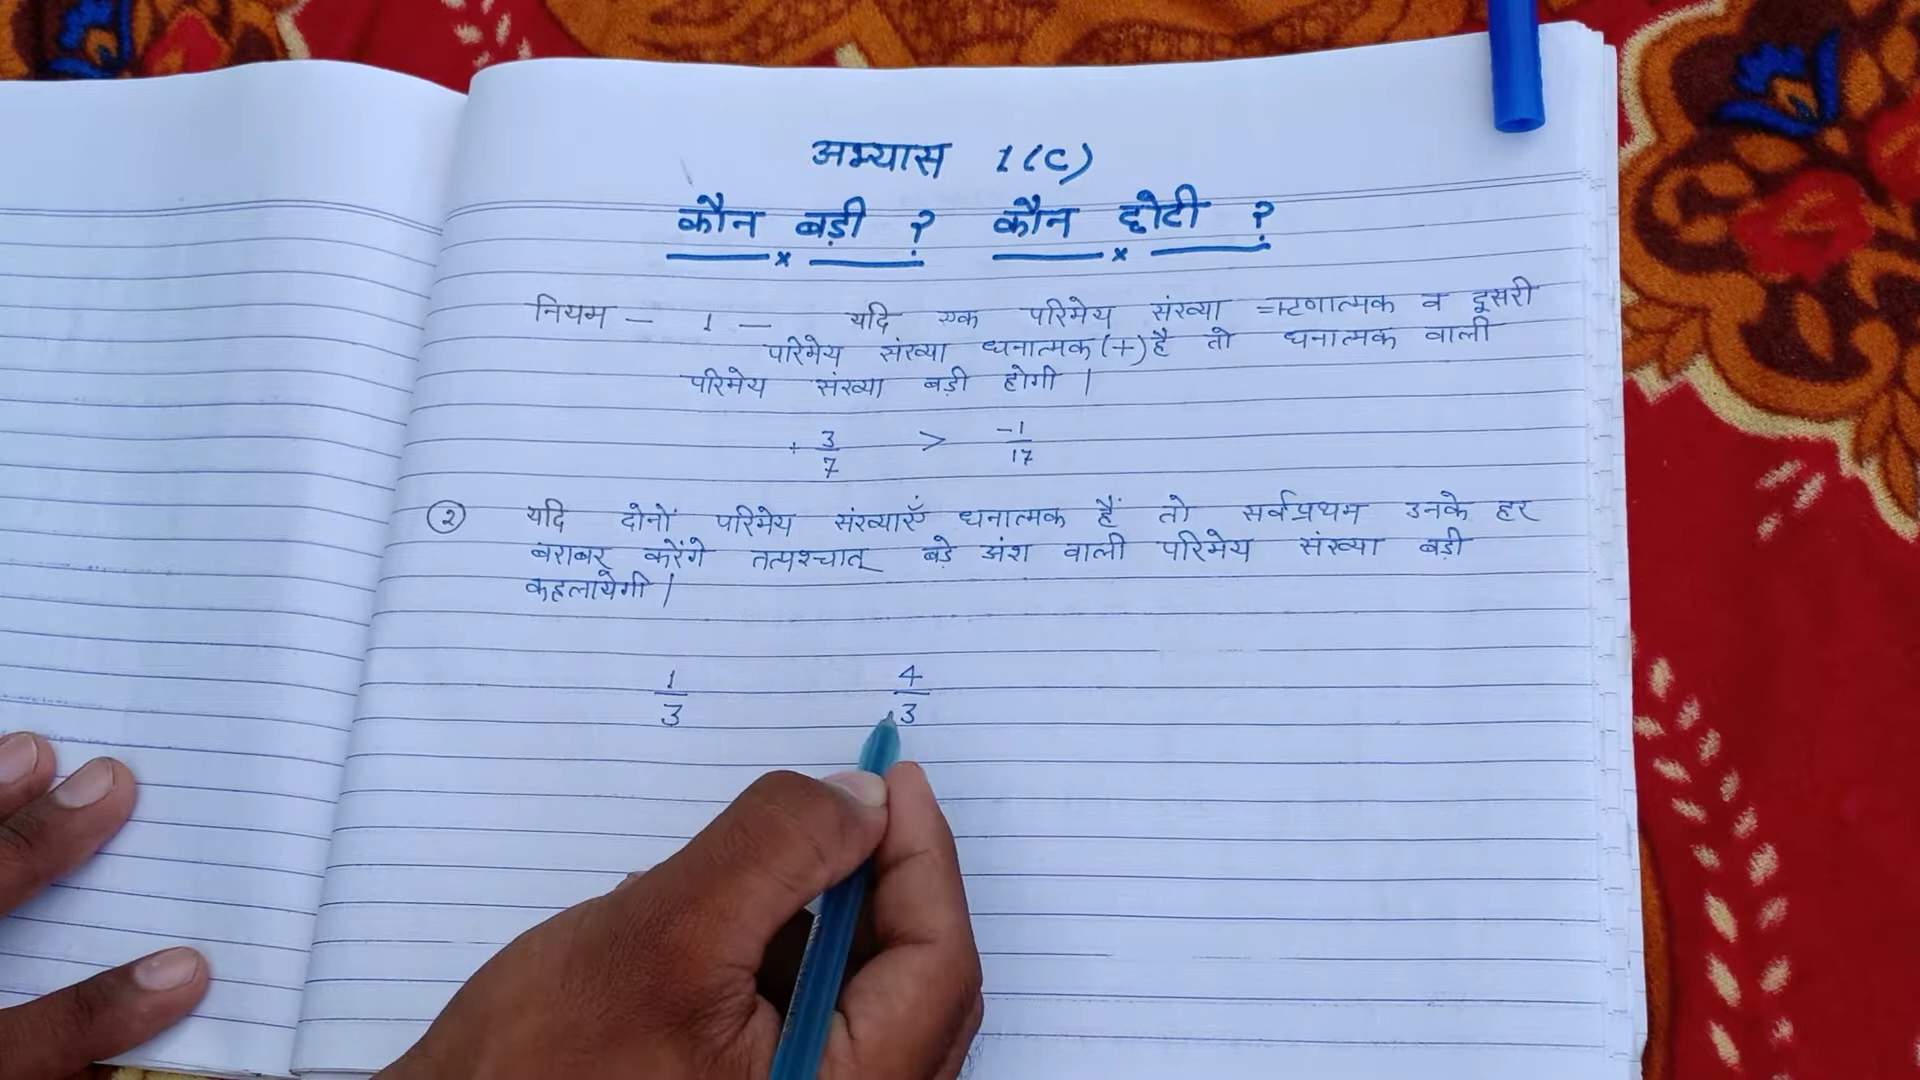 अभ्यास 1(C)
कौन बड़ी ? कौन छोटी ?
नियम - 1 - यदि एक परिमेय संख्या ऋणात्मक व दूसरी
परिमेय संख्या धनात्मक (+) है तो धनात्मक वाली
परिमेय संख्या बड़ी होगी ।
+ 3/7 > -1/17
② यदि दोनों परिमेय संख्याएँ धनात्मक हैं तो सर्वप्रथम उनके हर
बराबर करेंगे तत्पश्चात् बड़े अंश वाली परिमेय संख्या बड़ी
कहलायेगी ।
1/3 4/3